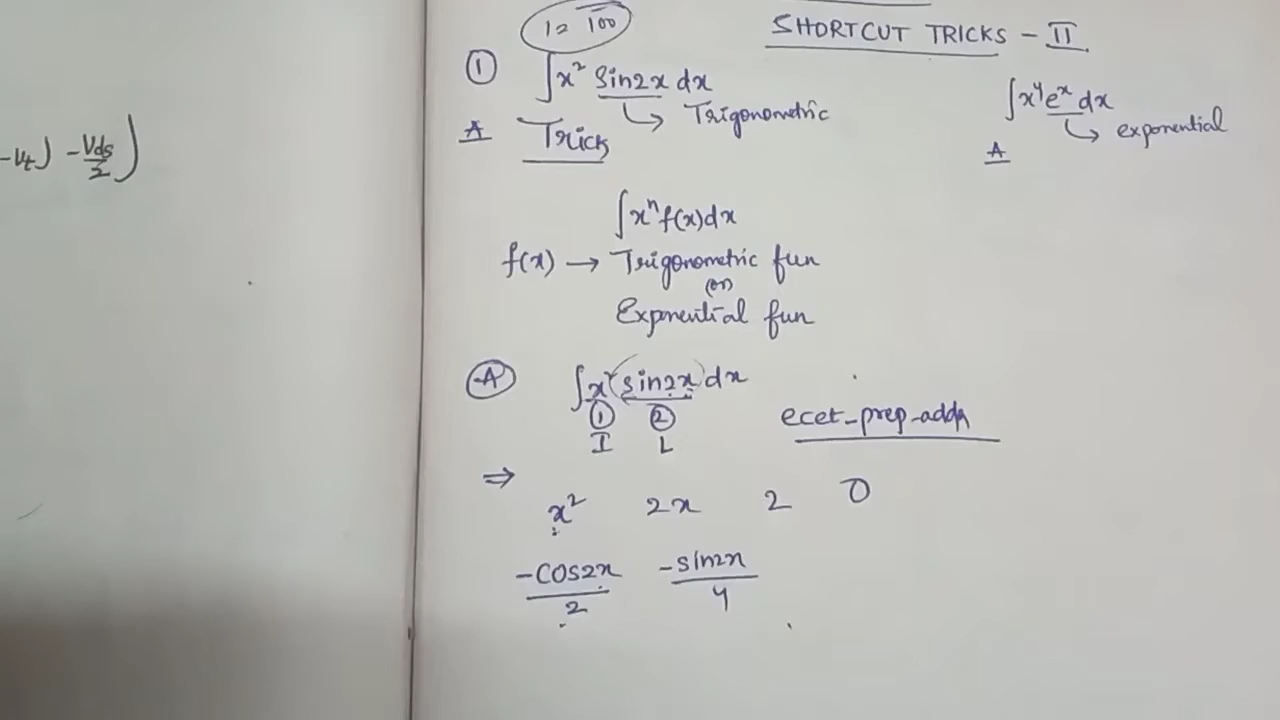 -Vt) - Vds/2 )
1 = 100
SHORTCUT TRICKS - II
① ∫x² Sin2x dx
↳ Trigonometric
A Trick
∫x⁴eˣ dx
↳ exponential
A
∫xⁿ f(x)dx
f(x) → Trigonometric fun
(or)
Exponential fun
A ∫x² (sin2x) dx
① ②
I L
ecet-prep-adda
⇒
x² 2x 2 0
-cos2x/2 -sin2x/4